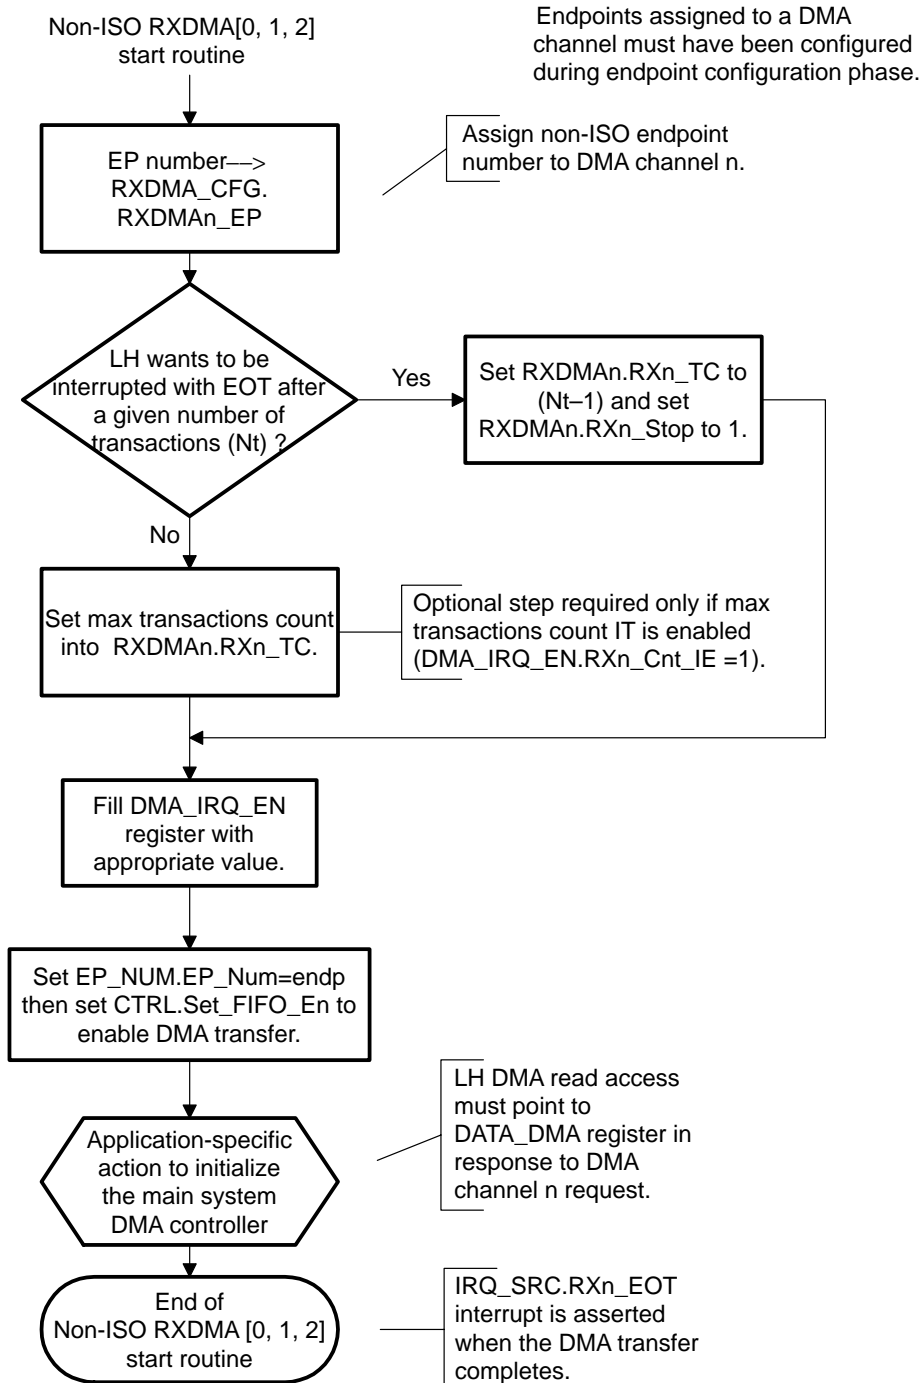 Non-ISO RXDMA[0, 1, 2]
start routine
Endpoints assigned to a DMA
channel must have been configured
during endpoint configuration phase.
EP number––>
RXDMA_CFG.
RXDMAn_EP
Assign non-ISO endpoint
number to DMA channel n.
LH wants to be
interrupted with EOT after
a given number of
transactions (Nt) ?
Yes
Set RXDMAn.RXn_TC to
(Nt–1) and set
RXDMAn.RXn_Stop to 1.
No
Set max transactions count
into RXDMAn.RXn_TC.
Optional step required only if max
transactions count IT is enabled
(DMA_IRQ_EN.RXn_Cnt_IE =1).
Fill DMA_IRQ_EN
register with
appropriate value.
Set EP_NUM.EP_Num=endp
then set CTRL.Set_FIFO_En to
enable DMA transfer.
Application-specific
action to initialize
the main system
DMA controller
LH DMA read access
must point to
DATA_DMA register in
response to DMA
channel n request.
End of
Non-ISO RXDMA [0, 1, 2]
start routine
IRQ_SRC.RXn_EOT
interrupt is asserted
when the DMA transfer
completes.